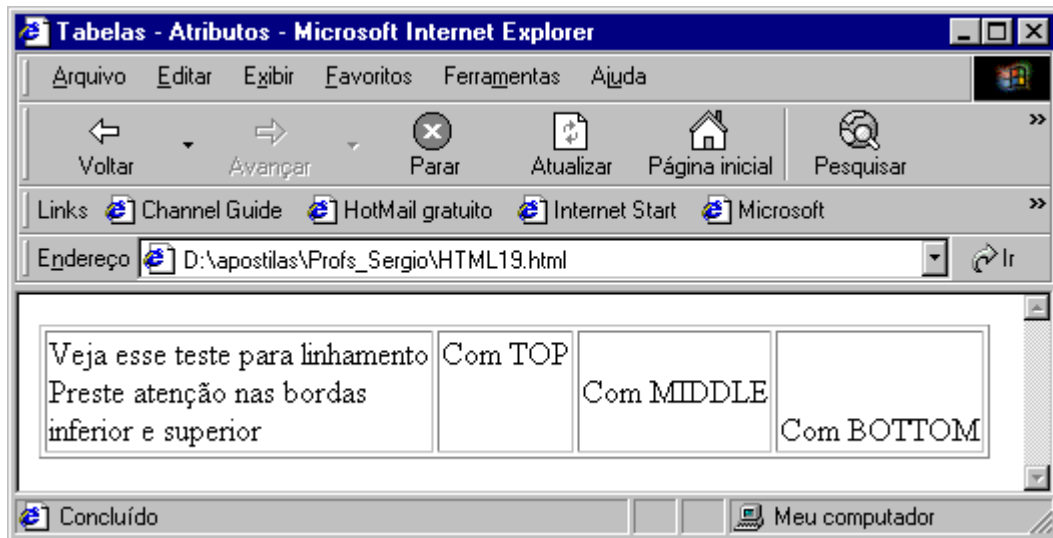 Tabelas - Atributos - Microsoft Internet Explorer
Arquivo Editar Exibir Favoritos Ferramentas Ajuda
Voltar Avançar Parar Atualizar Página inicial Pesquisar »
Links Channel Guide HotMail gratuito Internet Start Microsoft »
Endereço D:\apostilas\Profs_Sergio\HTML19.html Ir
Veja esse teste para linhamento
Preste atenção nas bordas
inferior e superior
Com TOP
Com MIDDLE
Com BOTTOM
Concluído Meu computador